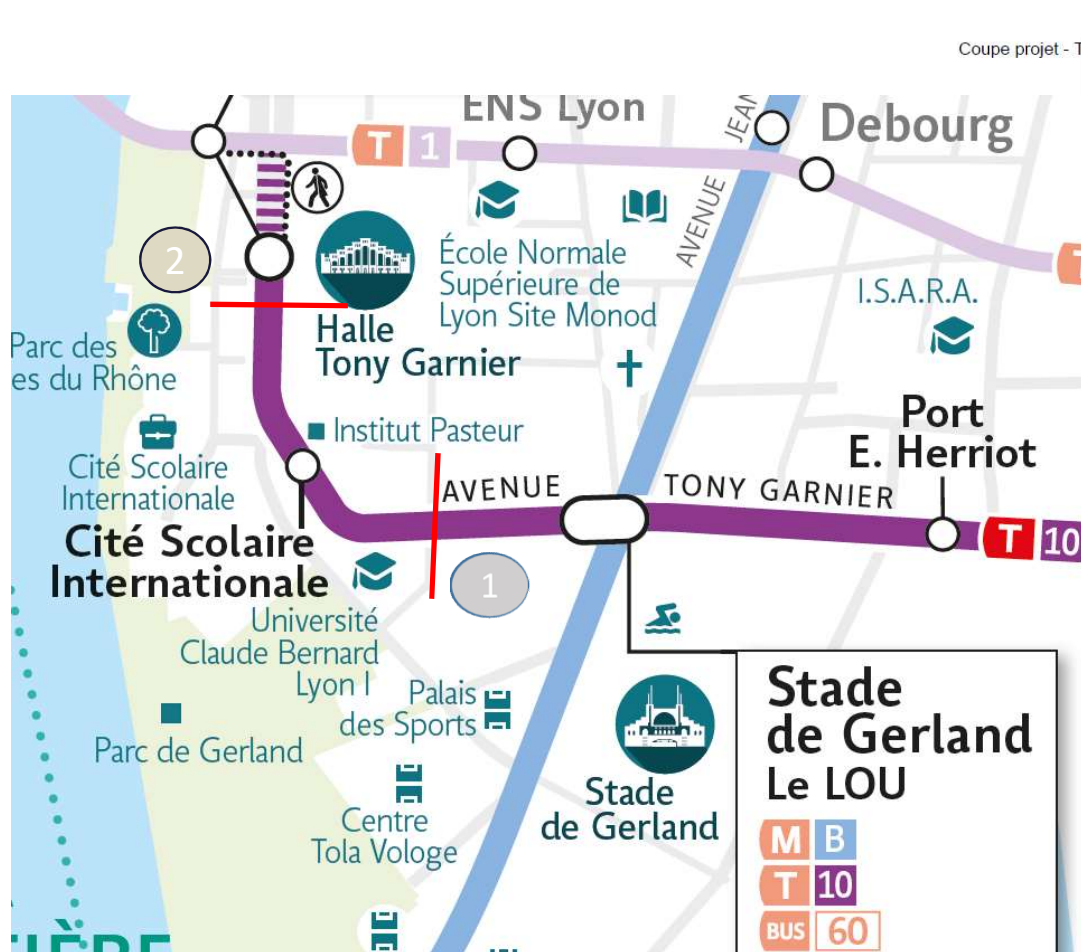 Coupe projet - T
ENS Lyon
JEAN
Debourg
T 1
AVENUE
2
École Normale
Supérieure de
Lyon Site Monod
I.S.A.R.A.
Parc des
es du Rhône
Halle
Tony Garnier
Institut Pasteur
Port
E. Herriot
Cité Scolaire
Internationale
AVENUE
TONY GARNIER
Cité Scolaire
Internationale
T 10
1
Université
Claude Bernard
Lyon I
Palais
des Sports
Parc de Gerland
Stade
de Gerland
Le LOU
Stade
de Gerland
Centre
Tola Vologe
M B
T 10
BUS 60
IÈRE